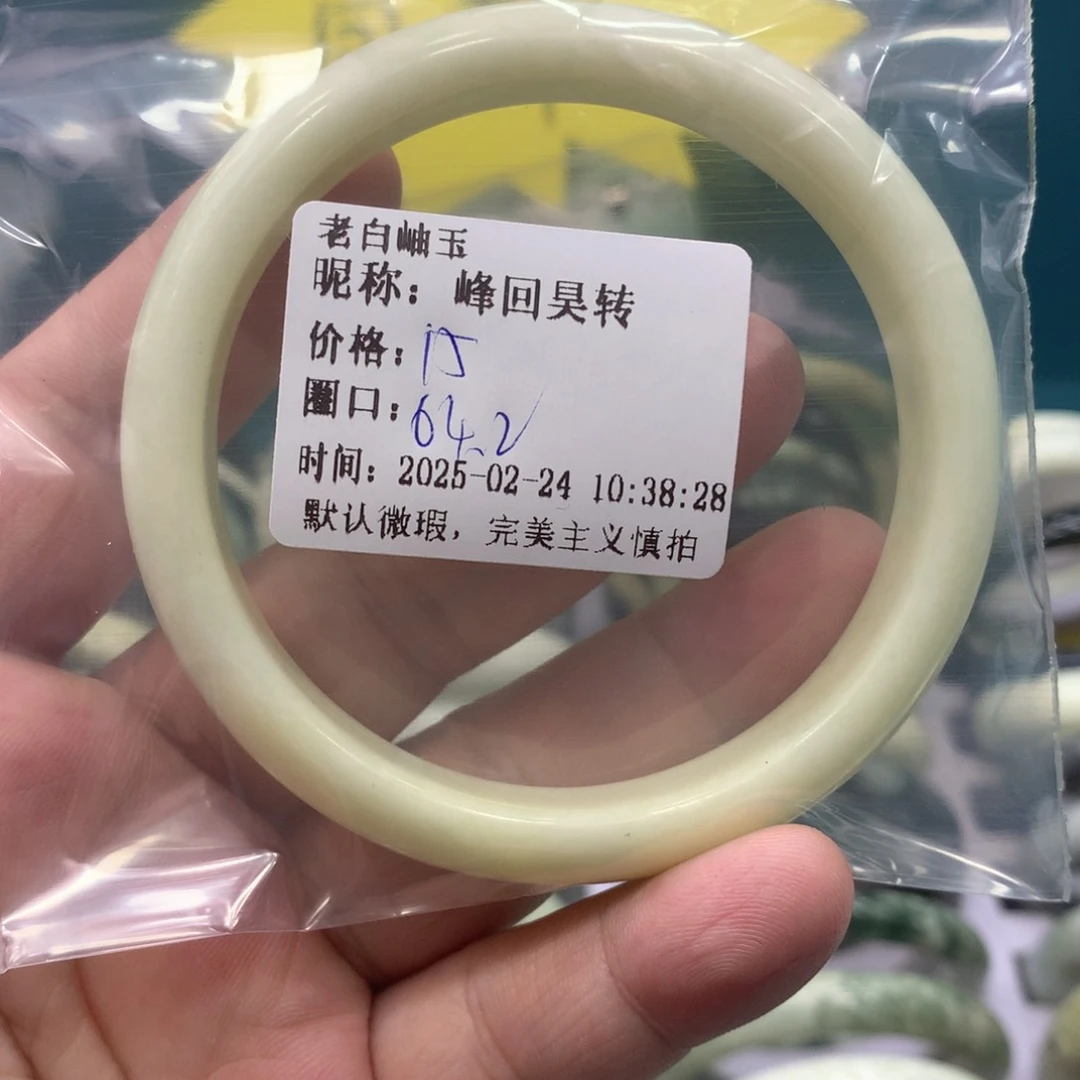 老白岫玉
昵称：峰回昊转
价格：15
圈口：64.2
时间：2025-02-24 10:38:28
默认微瑕，完美主义慎拍